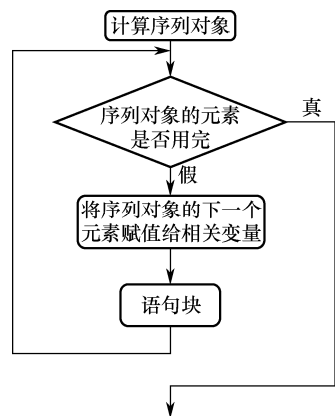 计算序列对象
序列对象的元素
是否用完
真
假
将序列对象的下一个
元素赋值给相关变量
语句块